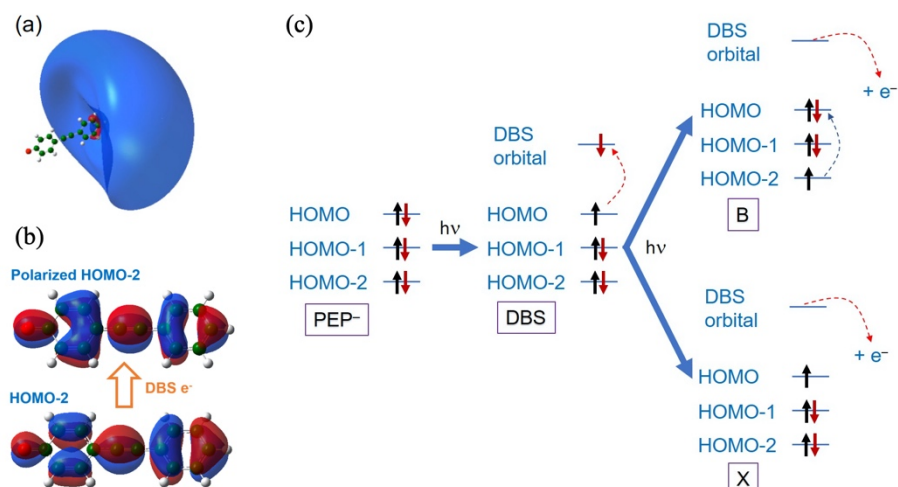 (a)
(b)
Polarized HOMO-2
DBS e-
HOMO-2
(c)
HOMO
HOMO-1
HOMO-2
PEP–
hν
DBS
orbital
HOMO
HOMO-1
HOMO-2
DBS
hν
DBS
orbital
+ e–
HOMO
HOMO-1
HOMO-2
B
DBS
orbital
+ e–
HOMO
HOMO-1
HOMO-2
X